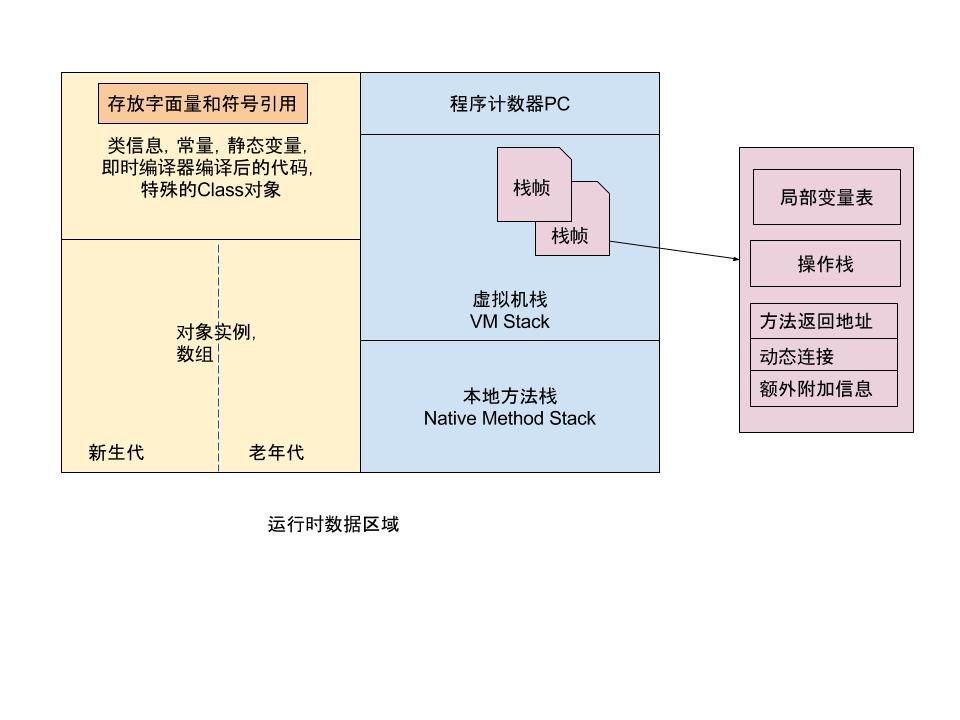 存放字面量和符号引用
类信息, 常量, 静态变量,
即时编译器编译后的代码,
特殊的Class对象
对象实例,
数组
新生代
老年代
程序计数器PC
栈帧
栈帧
虚拟机栈
VM Stack
本地方法栈
Native Method Stack
局部变量表
操作栈
方法返回地址
动态连接
额外附加信息
运行时数据区域